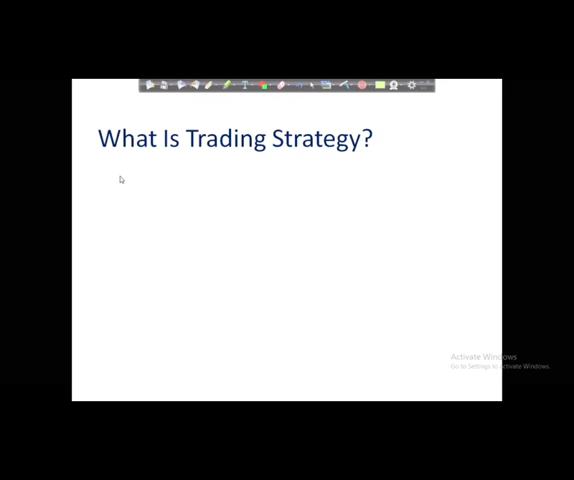 What Is Trading Strategy?
Activate Windows
Go to Settings to activate Windows.